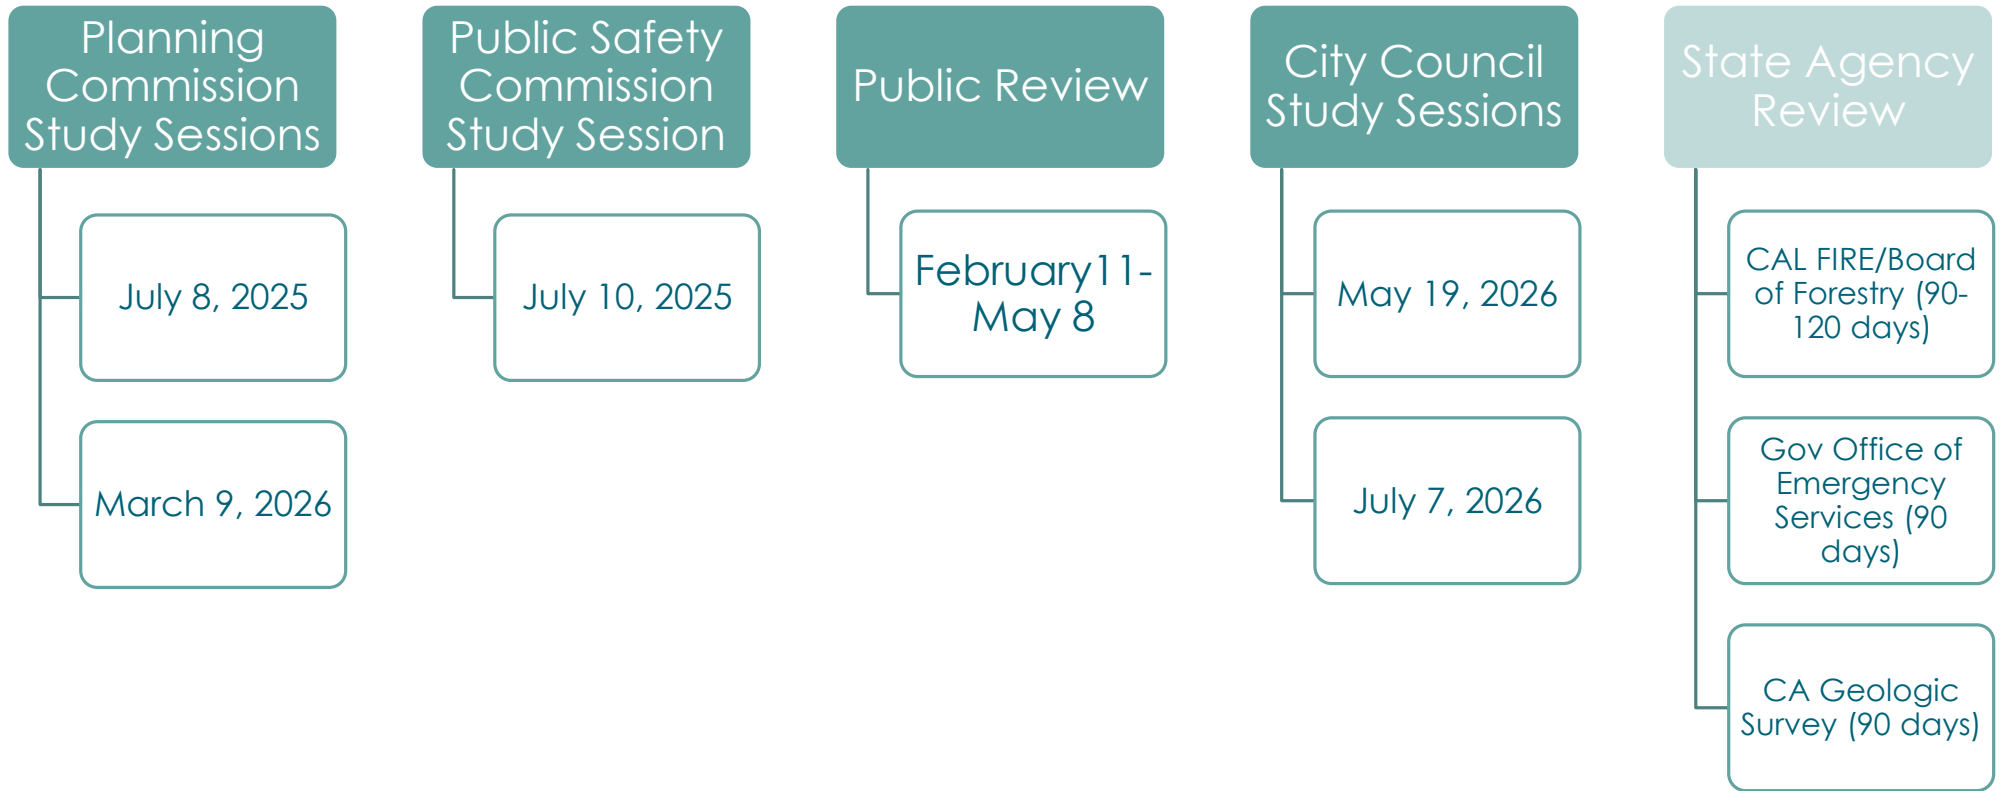 Planning
Commission
Study Sessions
July 8, 2025
March 9, 2026
Public Safety
Commission
Study Session
July 10, 2025
Public Review
February11-
May 8
City Council
Study Sessions
May 19, 2026
July 7, 2026
State Agency
Review
CAL FIRE/Board
of Forestry (90-
120 days)
Gov Office of
Emergency
Services (90
days)
CA Geologic
Survey (90 days)